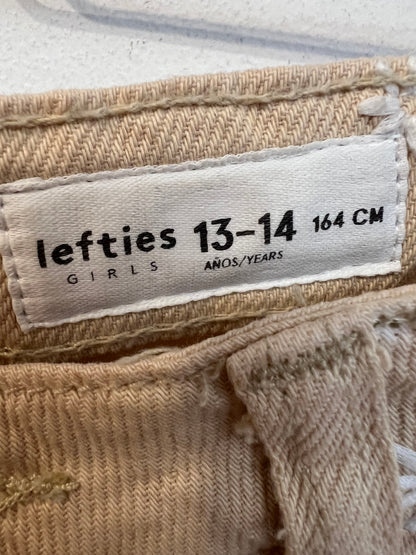 lefties 13-14 164 CM
GIRLS AÑOS/YEARS